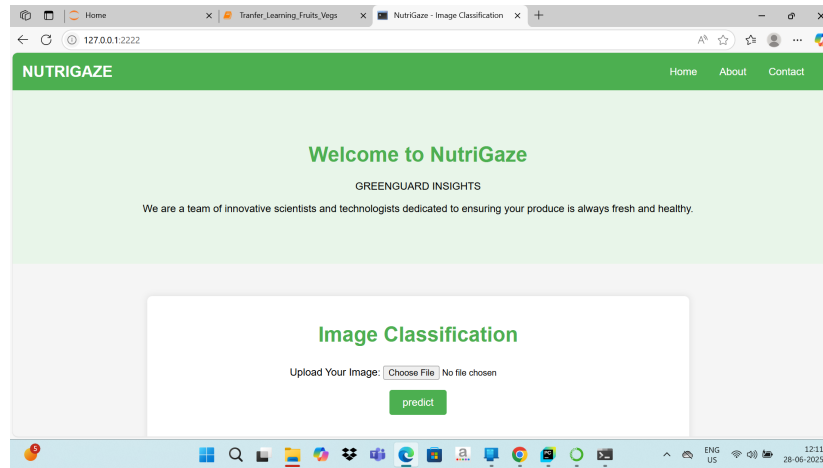 Home
Tranfer_Learning_Fruits_Vegs
NutriGaze - Image Classification
127.0.0.1:2222
NUTRIGAZE
Home About Contact
Welcome to NutriGaze
GREENGUARD INSIGHTS
We are a team of innovative scientists and technologists dedicated to ensuring your produce is always fresh and healthy.
Image Classification
Upload Your Image: Choose File No file chosen
predict
5
ENG
US
12:11
28-06-2025